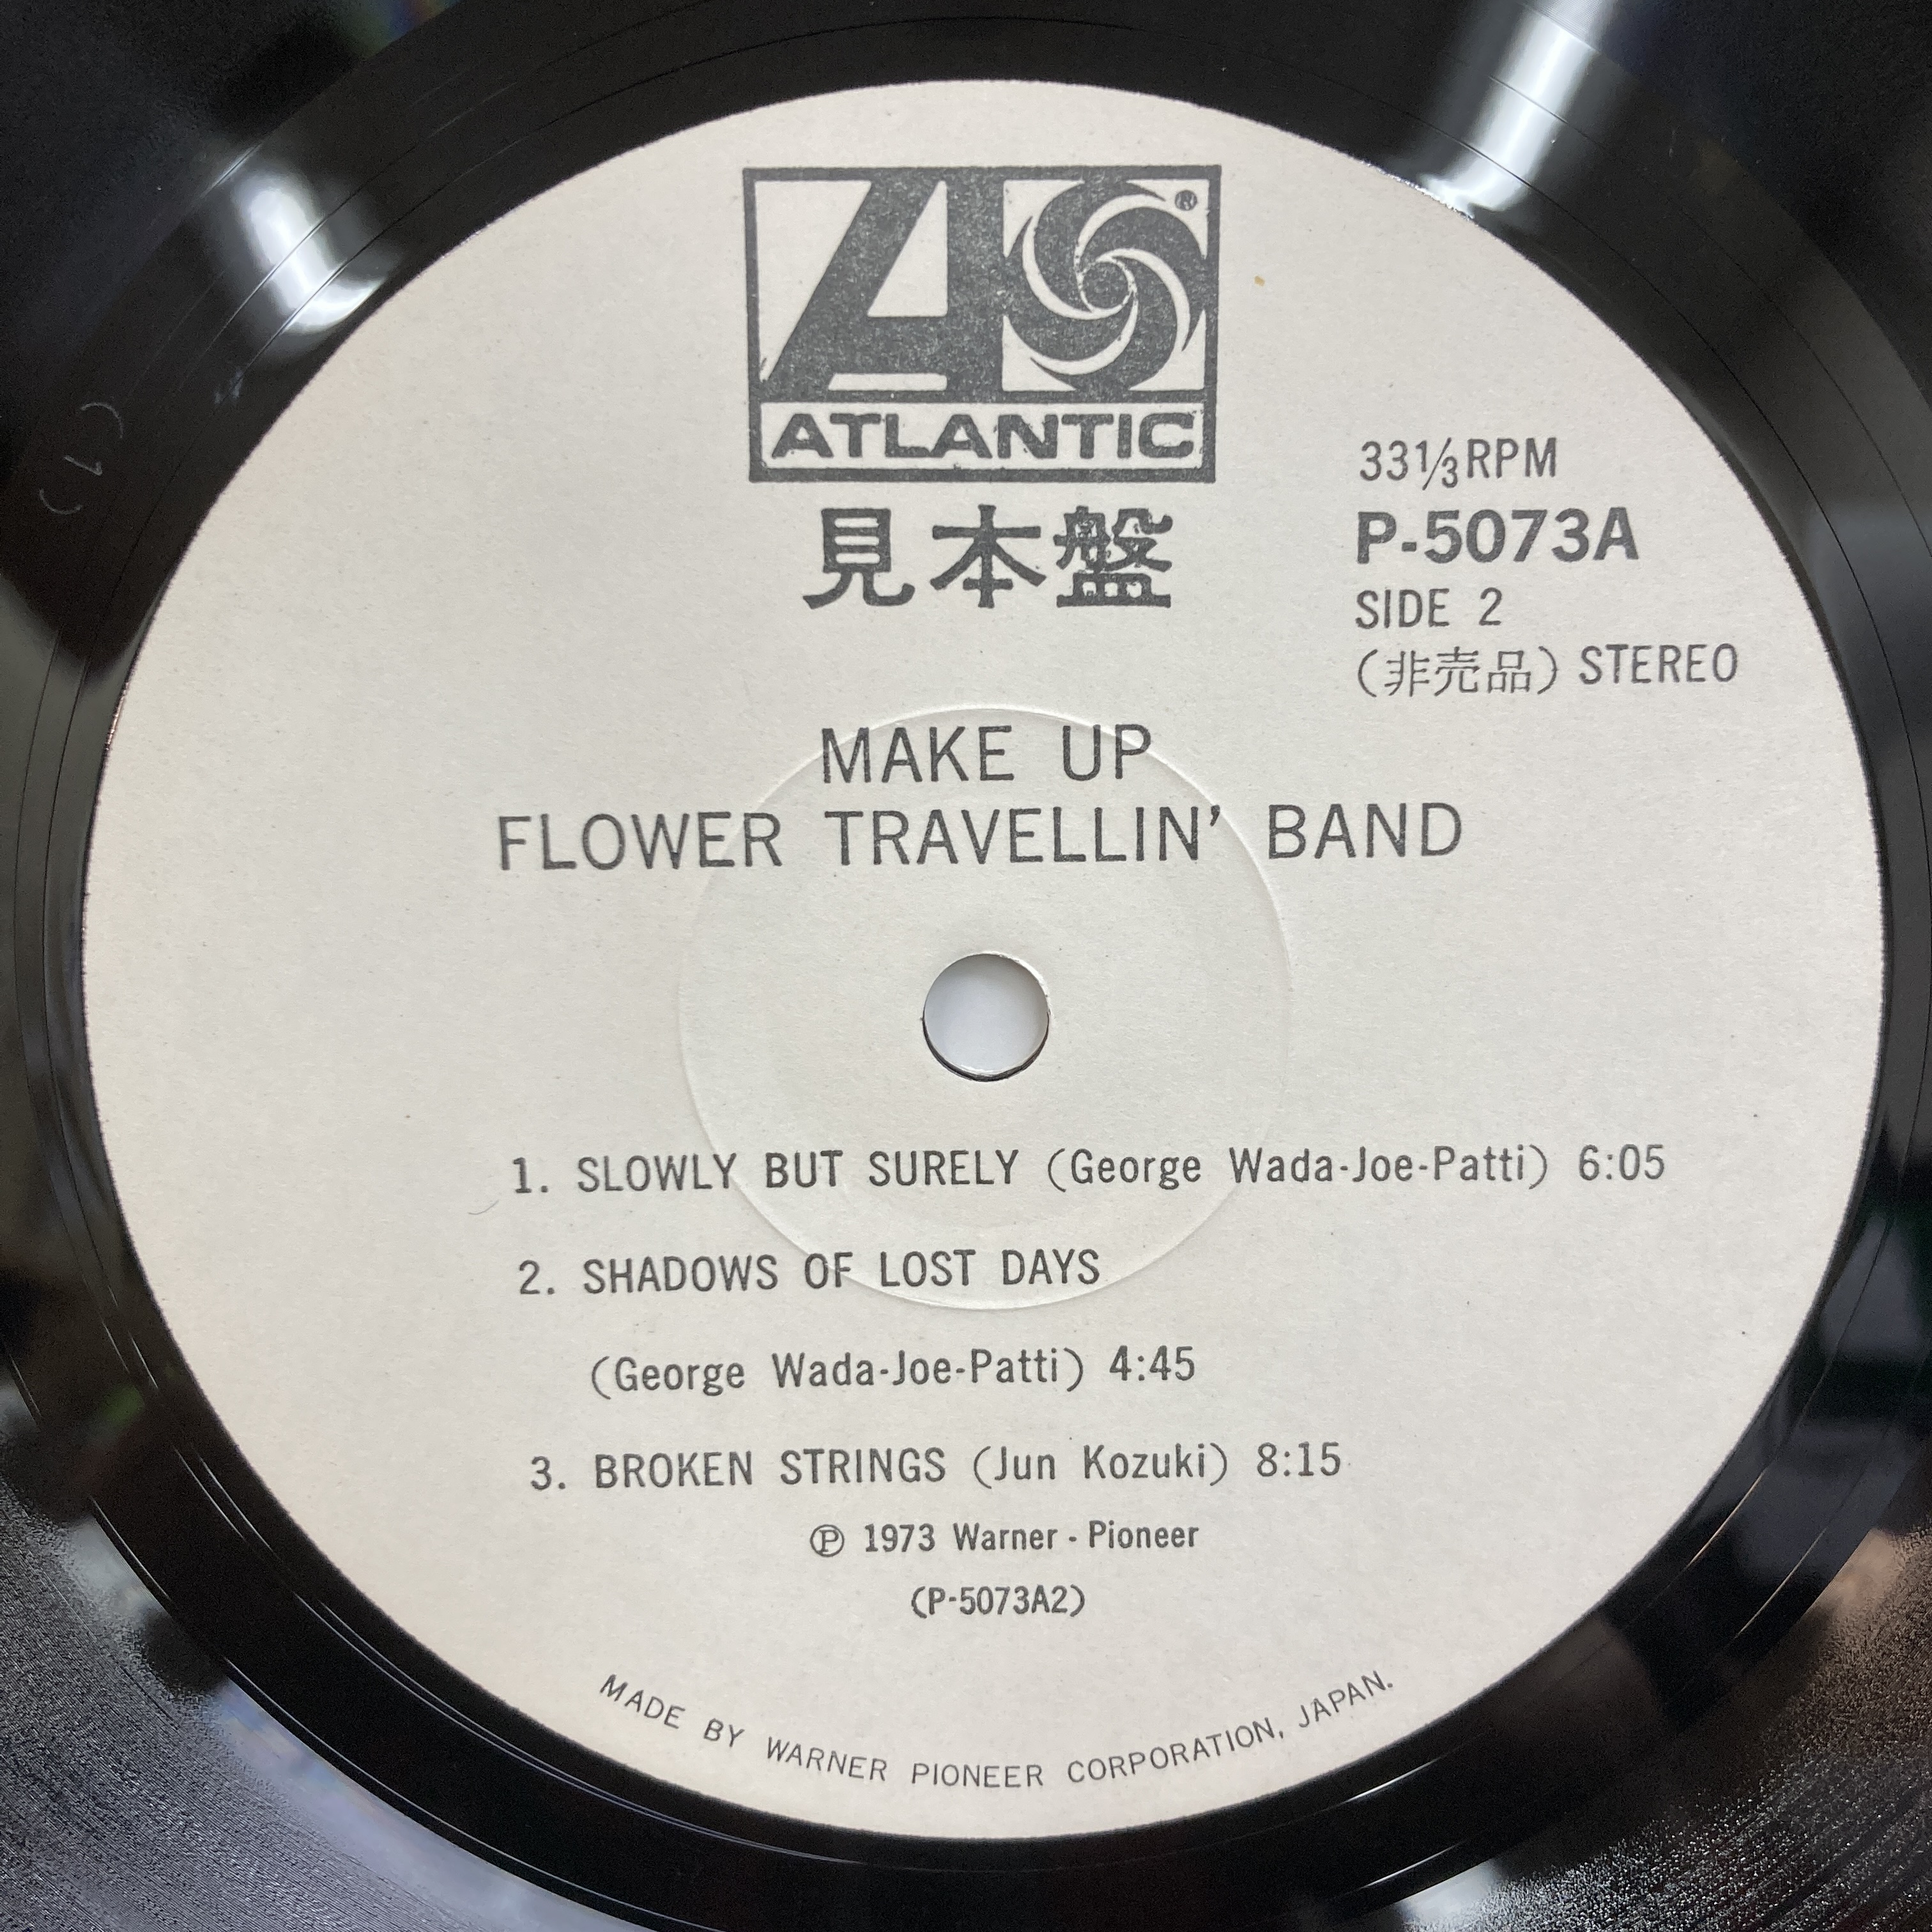 ATLANTIC
®
見本盤
33⅓RPM
P-5073A
SIDE 2
(非売品) STEREO
MAKE UP
FLOWER TRAVELLIN' BAND
1. SLOWLY BUT SURELY (George Wada-Joe-Patti) 6:05
2. SHADOWS OF LOST DAYS
(George Wada-Joe-Patti) 4:45
3. BROKEN STRINGS (Jun Kozuki) 8:15
Ⓟ 1973 Warner - Pioneer
(P-5073A2)
MADE BY WARNER PIONEER CORPORATION, JAPAN.